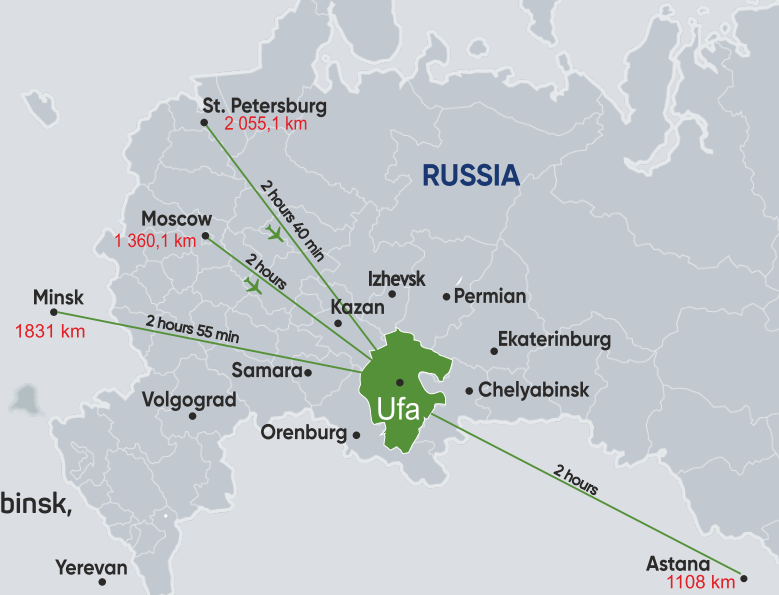 St. Petersburg
2 055,1 km
RUSSIA
2 hours 40 min
Moscow
1 360,1 km
2 hours
Izhevsk
Permian
Minsk
Kazan
1831 km
2 hours 55 min
Ekaterinburg
Samara
Chelyabinsk
Volgograd
Ufa
Orenburg
2 hours
binsk,
Yerevan
Astana
1108 km